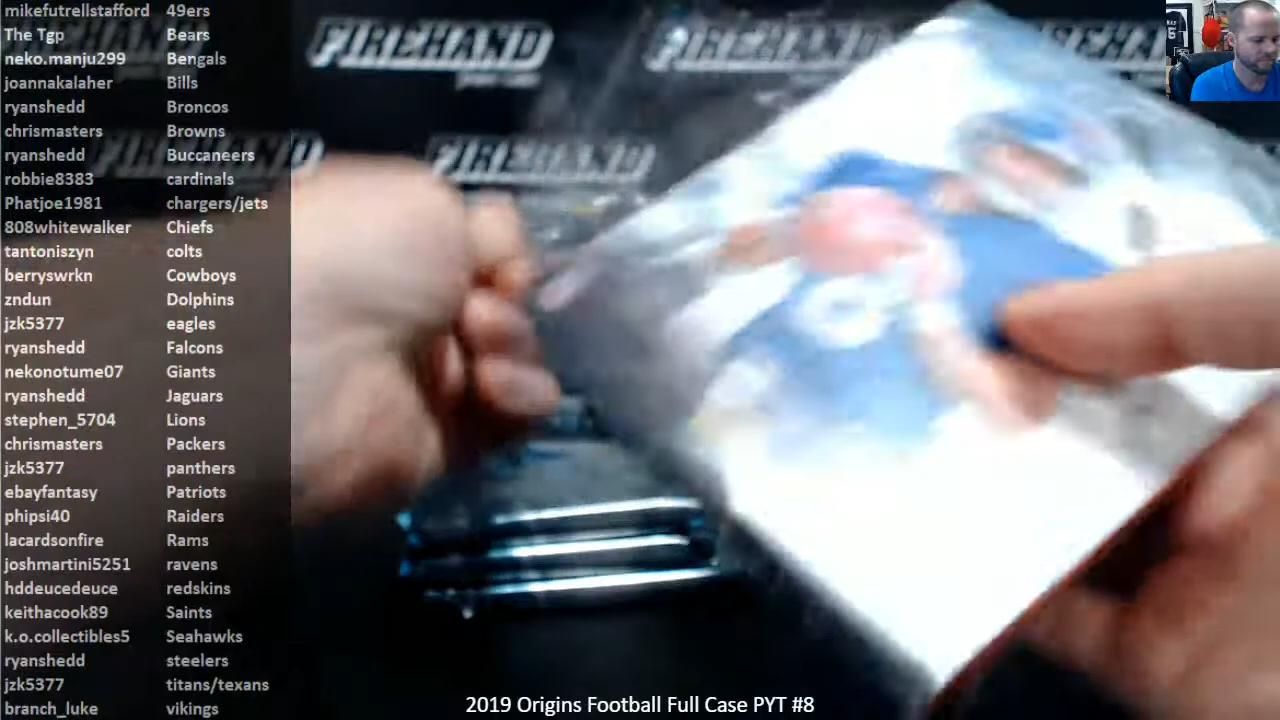 mikefutrellstafford 49ers
The Tgp Bears
neko.manju299 Bengals
joannakalaher Bills
ryanshedd Broncos
chrismasters Browns
ryanshedd Buccaneers
robbie8383 cardinals
Phatjoe1981 chargers/jets
808whitewalker Chiefs
tantoniszyn colts
berryswrkn Cowboys
zndun Dolphins
jzk5377 eagles
ryanshedd Falcons
nekonotume07 Giants
ryanshedd Jaguars
stephen_5704 Lions
chrismasters Packers
jzk5377 panthers
ebayfantasy Patriots
phipsi40 Raiders
lacardsonfire Rams
joshmartini5251 ravens
hddeucedeuce redskins
keithacook89 Saints
k.o.collectibles5 Seahawks
ryanshedd steelers
jzk5377 titans/texans
branch_luke vikings
FIREHAND
FIREHAND
FIREHAND
2019 Origins Football Full Case PYT #8